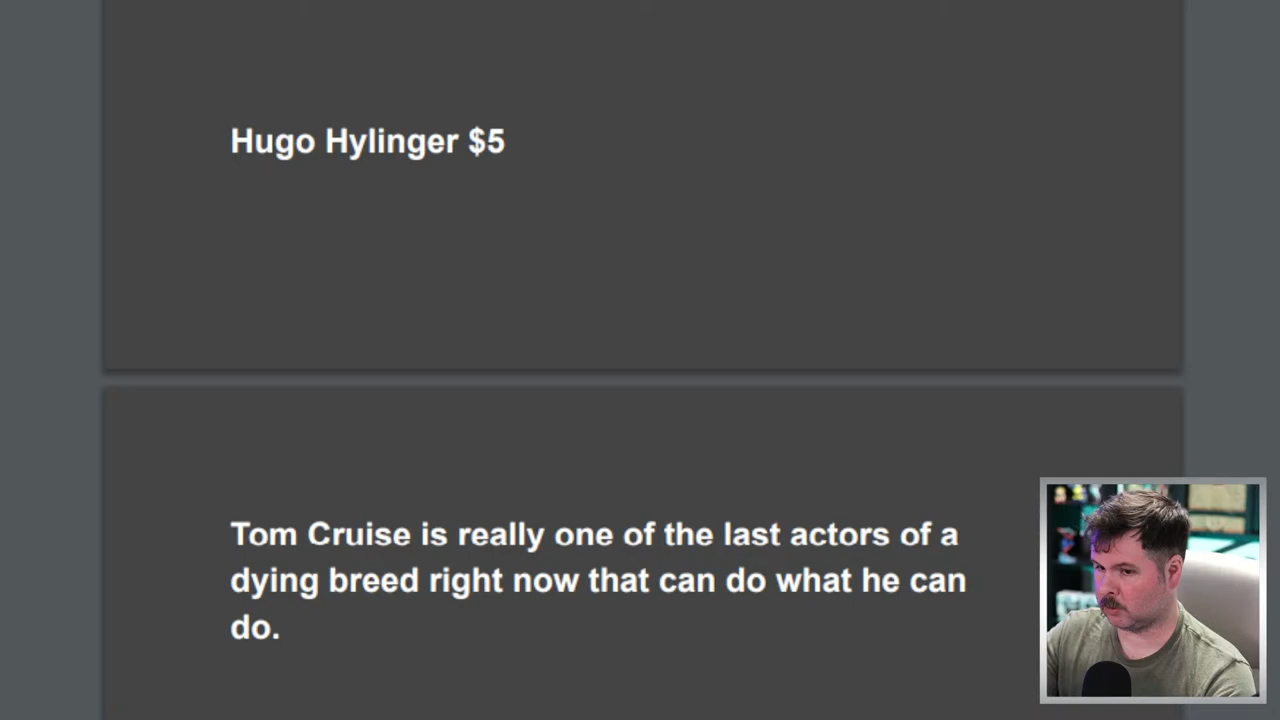 Hugo Hylinger $5
Tom Cruise is really one of the last actors of a
dying breed right now that can do what he can
do.